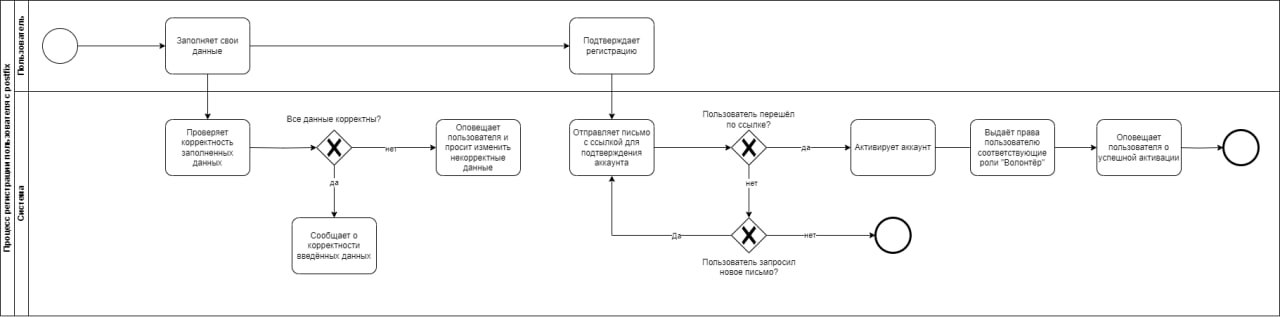 Процесс регистрации пользователя с postfix
Пользователь
Заполняет свои
данные
Подтверждает
регистрацию
Система
Проверяет
корректность
заполненных
данных
Все данные корректны?
нет
да
Оповещает
пользователя и
просит изменить
некорректные
данные
Сообщает о
корректности
введённых данных
Отправляет письмо
с ссылкой для
подтверждения
аккаунта
Пользователь перешёл
по ссылке?
да
нет
Активирует аккаунт
Выдаёт права
пользователю
соответствующие
роли "Волонтёр"
Оповещает
пользователя о
успешной активации
Да
нет
Пользователь запросил
новое письмо?